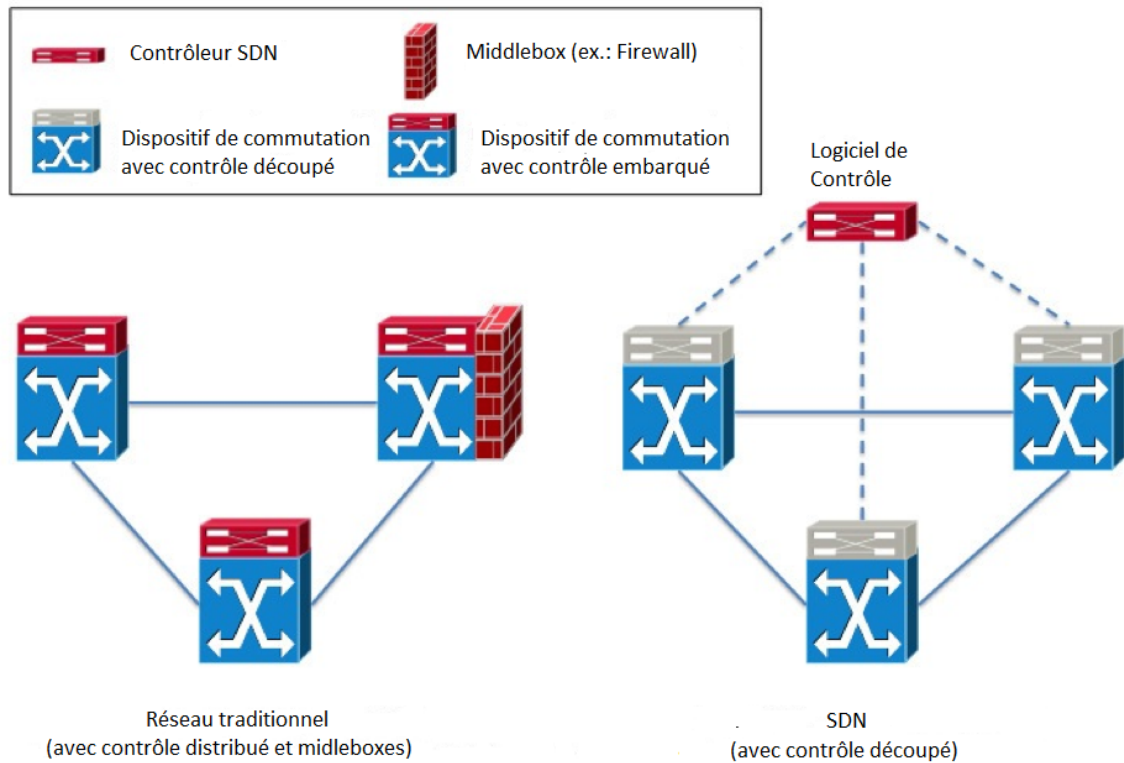 Contrôleur SDN
Middlebox (ex.: Firewall)
Dispositif de commutation
avec contrôle découpé
Dispositif de commutation
avec contrôle embarqué
Logiciel de
Contrôle
Réseau traditionnel
(avec contrôle distribué et midleboxes)
SDN
(avec contrôle découpé)